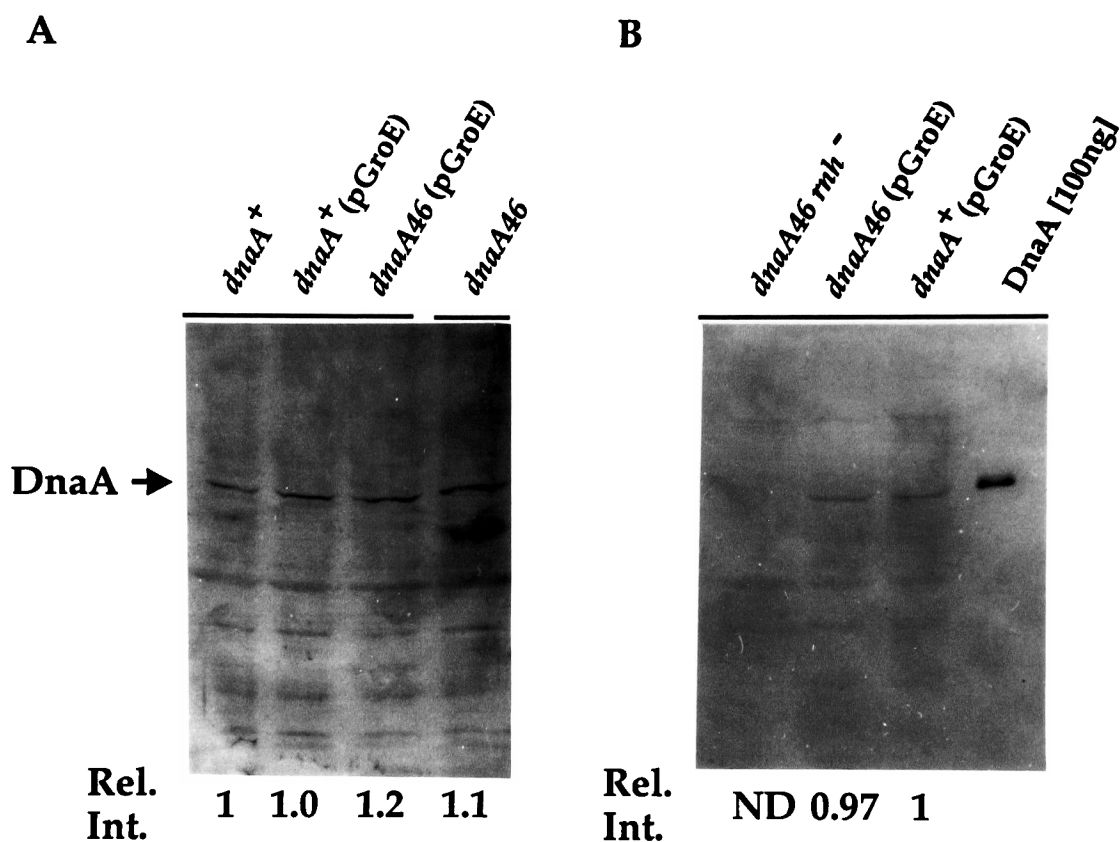 A
B
dnaA +
dnaA + (pGroE)
dnaA46 (pGroE)
dnaA46
dnaA46 rnh -
dnaA46 (pGroE)
dnaA + (pGroE)
DnaA [100ng]
DnaA
Rel. Int. 1 1.0 1.2 1.1
Rel. Int. ND 0.97 1